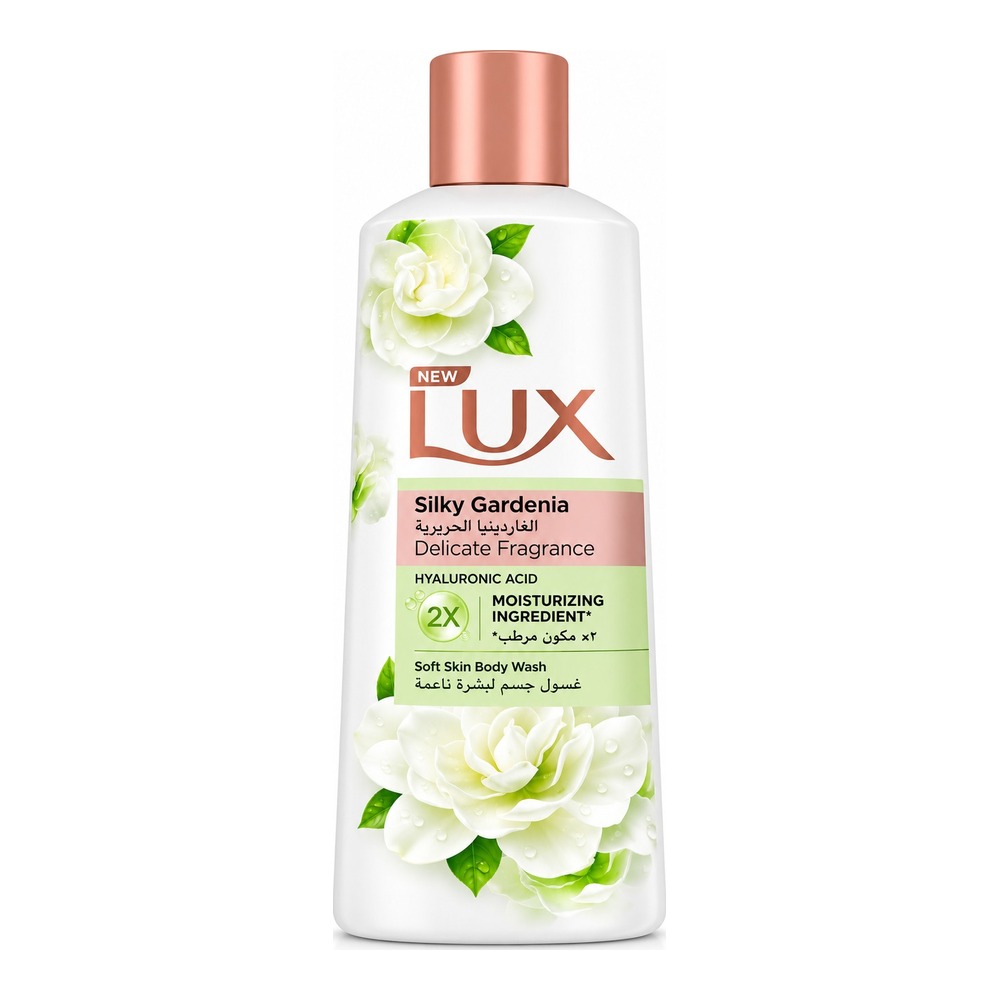 NEW
LUX
Silky Gardenia
الغاردينيا الحريرية
Delicate Fragrance
HYALURONIC ACID
2X
MOISTURIZING
INGREDIENT*
٢× مكون مرطب*
Soft Skin Body Wash
غسول جسم لبشرة ناعمة